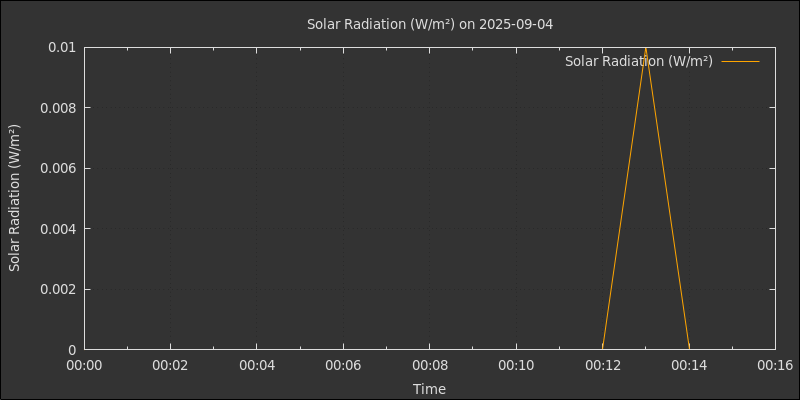 Solar Radiation (W/m²) on 2025-09-04
Solar Radiation (W/m²)
Solar Radiation (W/m²)
0.01
0.008
0.006
0.004
0.002
0
00:00 00:02 00:04 00:06 00:08 00:10 00:12 00:14 00:16
Time